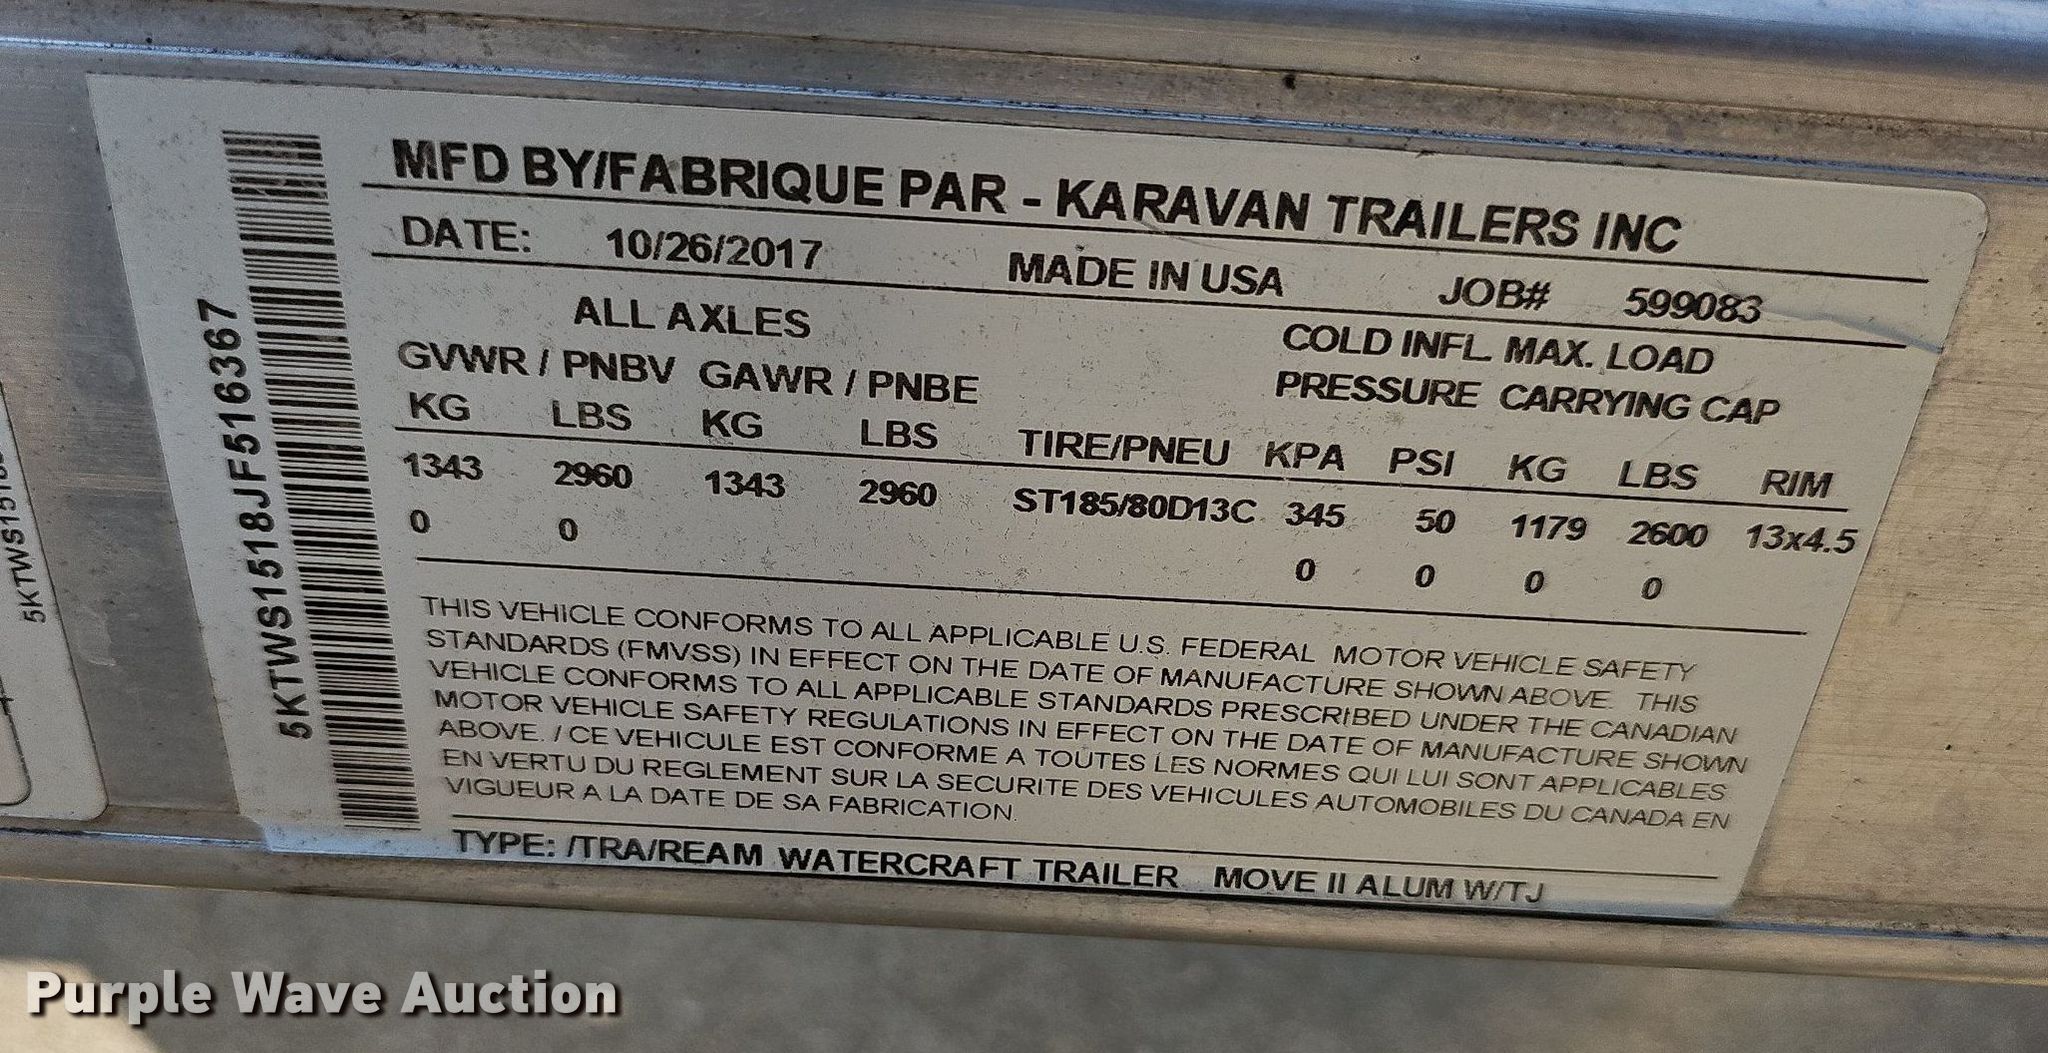 MFD BY/FABRIQUE PAR - KARAVAN TRAILERS INC
DATE: 10/26/2017 MADE IN USA JOB# 599083
ALL AXLES COLD INFL. MAX. LOAD
GVWR / PNBV GAWR / PNBE PRESSURE CARRYING CAP
KG LBS KG LBS TIRE/PNEU KPA PSI KG LBS RIM
1343 2960 1343 2960 ST185/80D13C 345 50 1179 2600 13x4.5
0 0 0 0 0 0
THIS VEHICLE CONFORMS TO ALL APPLICABLE U.S. FEDERAL MOTOR VEHICLE SAFETY
STANDARDS (FMVSS) IN EFFECT ON THE DATE OF MANUFACTURE SHOWN ABOVE. THIS
VEHICLE CONFORMS TO ALL APPLICABLE STANDARDS PRESCRIBED UNDER THE CANADIAN
MOTOR VEHICLE SAFETY REGULATIONS IN EFFECT ON THE DATE OF MANUFACTURE SHOWN
ABOVE. / CE VEHICULE EST CONFORME A TOUTES LES NORMES QUI LUI SONT APPLICABLES
EN VERTU DU REGLEMENT SUR LA SECURITE DES VEHICULES AUTOMOBILES DU CANADA EN
VIGUEUR A LA DATE DE SA FABRICATION.
TYPE: /TRA/REAM WATERCRAFT TRAILER MOVE II ALUM W/TJ
5KTWS1518JF516367
Purple Wave Auction